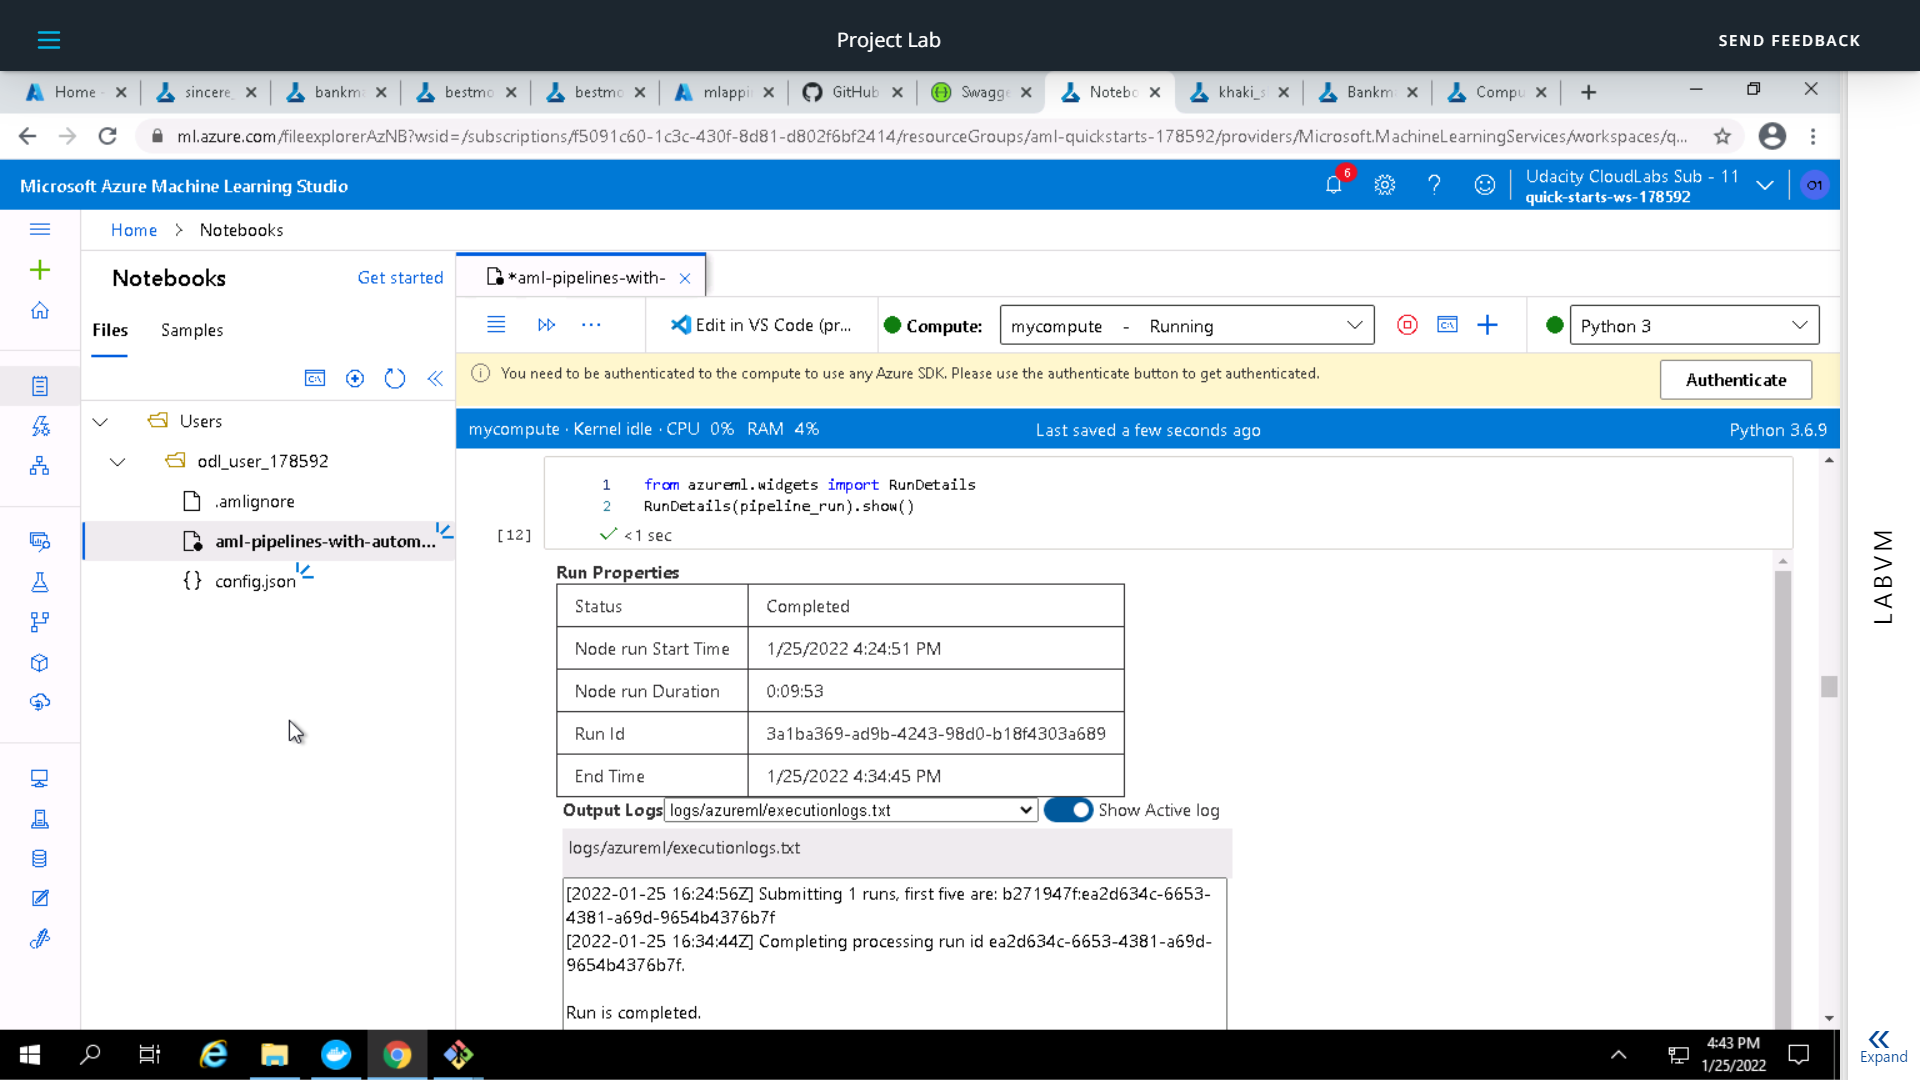 Project Lab
SEND FEEDBACK
Home
sincere_
bankm
bestmo
bestmo
mlappi
GitHub
Swagge
Notebo
khaki_s
Bankm
Compu
ml.azure.com/fileexplorerAzNB?wsid=/subscriptions/f5091c60-1c3c-430f-8d81-d802f6bf2414/resourceGroups/aml-quickstarts-178592/providers/Microsoft.MachineLearningServices/workspaces/q...
Microsoft Azure Machine Learning Studio
6
Udacity CloudLabs Sub - 11
quick-starts-ws-178592
O1
Home > Notebooks
Notebooks
Get started
*aml-pipelines-with-
Files
Samples
Edit in VS Code (pr...
Compute:
mycompute - Running
Python 3
You need to be authenticated to the compute to use any Azure SDK. Please use the authenticate button to get authenticated.
Authenticate
mycompute · Kernel idle · CPU 0% RAM 4%
Last saved a few seconds ago
Python 3.6.9
Users
odl_user_178592
.amlignore
aml-pipelines-with-autom...
{} config.json
1 from azureml.widgets import RunDetails
2 RunDetails(pipeline_run).show()
[12]
<1 sec
Run Properties
Status Completed
Node run Start Time 1/25/2022 4:24:51 PM
Node run Duration 0:09:53
Run Id 3a1ba369-ad9b-4243-98d0-b18f4303a689
End Time 1/25/2022 4:34:45 PM
Output Logs logs/azureml/executionlogs.txt Show Active log
logs/azureml/executionlogs.txt
[2022-01-25 16:24:56Z] Submitting 1 runs, first five are: b271947f:ea2d634c-6653-
4381-a69d-9654b4376b7f
[2022-01-25 16:34:44Z] Completing processing run id ea2d634c-6653-4381-a69d-
9654b4376b7f.
Run is completed.
LABVM
Expand
4:43 PM
1/25/2022